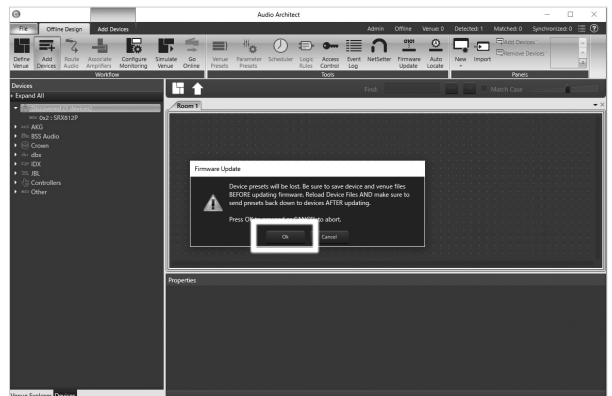 Audio Architect
File Offline Design Add Devices Admin Offline Venue: 0 Detected: 1 Matched: 0 Synchronized: 0
Define Venue Add Devices Route Audio Associate Amplifiers Configure Monitoring Simulate Venue Go Online Venue Presets Parameter Presets Scheduler Logic Rules Access Control Event Log NetSetter Firmware Update Auto Locate New Import Add Devices
Remove Devices
Workflow Tools Panels
Devices
Expand All Find: Match Case
Room 1
0x2 : SRX812P
AKG
BSS Audio
Crown
dbx
IDX
JBL
Controllers
Other
Firmware Update
Device presets will be lost. Be sure to save device and venue files
BEFORE updating firmware. Reload Device Files AND make sure to
send presets back down to devices AFTER updating.
Press OK to proceed or CANCEL to abort.
Ok Cancel
Properties
Venue Explorer Devices